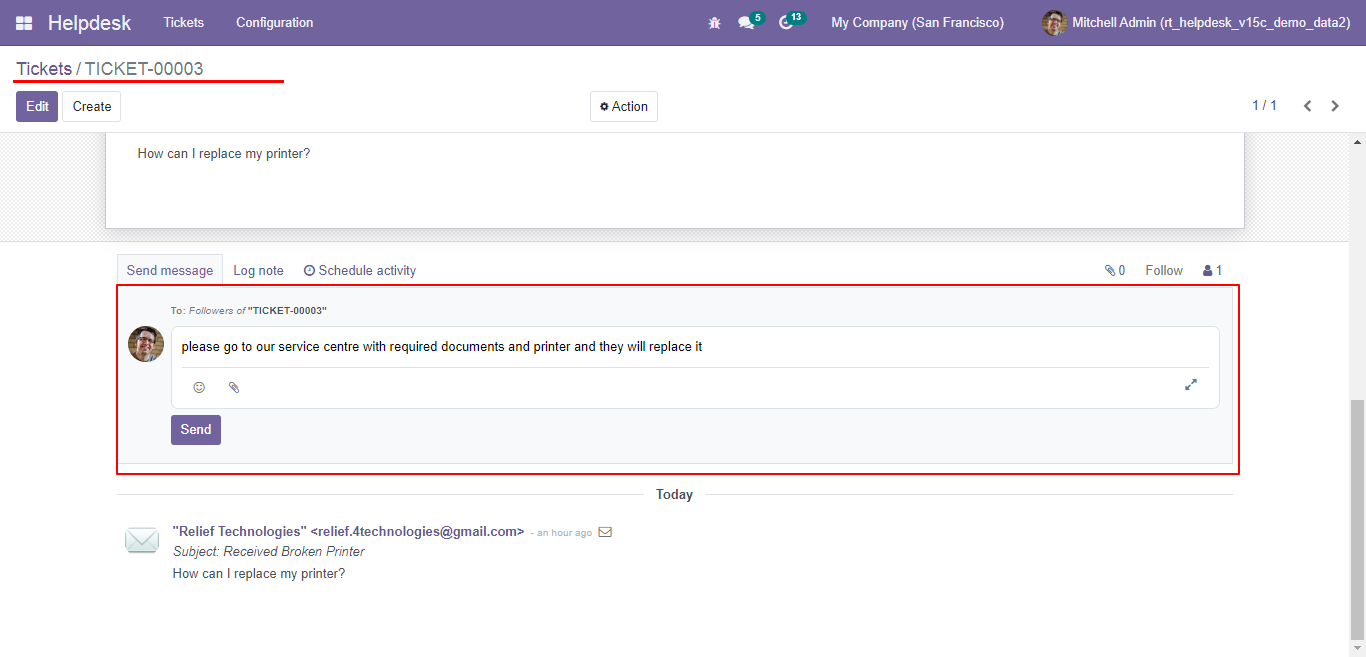 Helpdesk Tickets Configuration 5 13 My Company (San Francisco) Mitchell Admin (rt_helpdesk_v15c_demo_data2)
Tickets / TICKET-00003
Edit Create Action 1 / 1
How can I replace my printer?
Send message Log note Schedule activity 0 Follow 1
To: Followers of "TICKET-00003"
please go to our service centre with required documents and printer and they will replace it
Send
Today
"Relief Technologies" <relief.4technologies@gmail.com> - an hour ago
Subject: Received Broken Printer
How can I replace my printer?